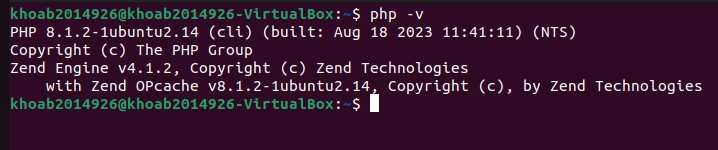 khoab2014926@khoab2014926-VirtualBox:~$ php -v
PHP 8.1.2-1ubuntu2.14 (cli) (built: Aug 18 2023 11:41:11) (NTS)
Copyright (c) The PHP Group
Zend Engine v4.1.2, Copyright (c) Zend Technologies
    with Zend OPcache v8.1.2-1ubuntu2.14, Copyright (c), by Zend Technologies
khoab2014926@khoab2014926-VirtualBox:~$